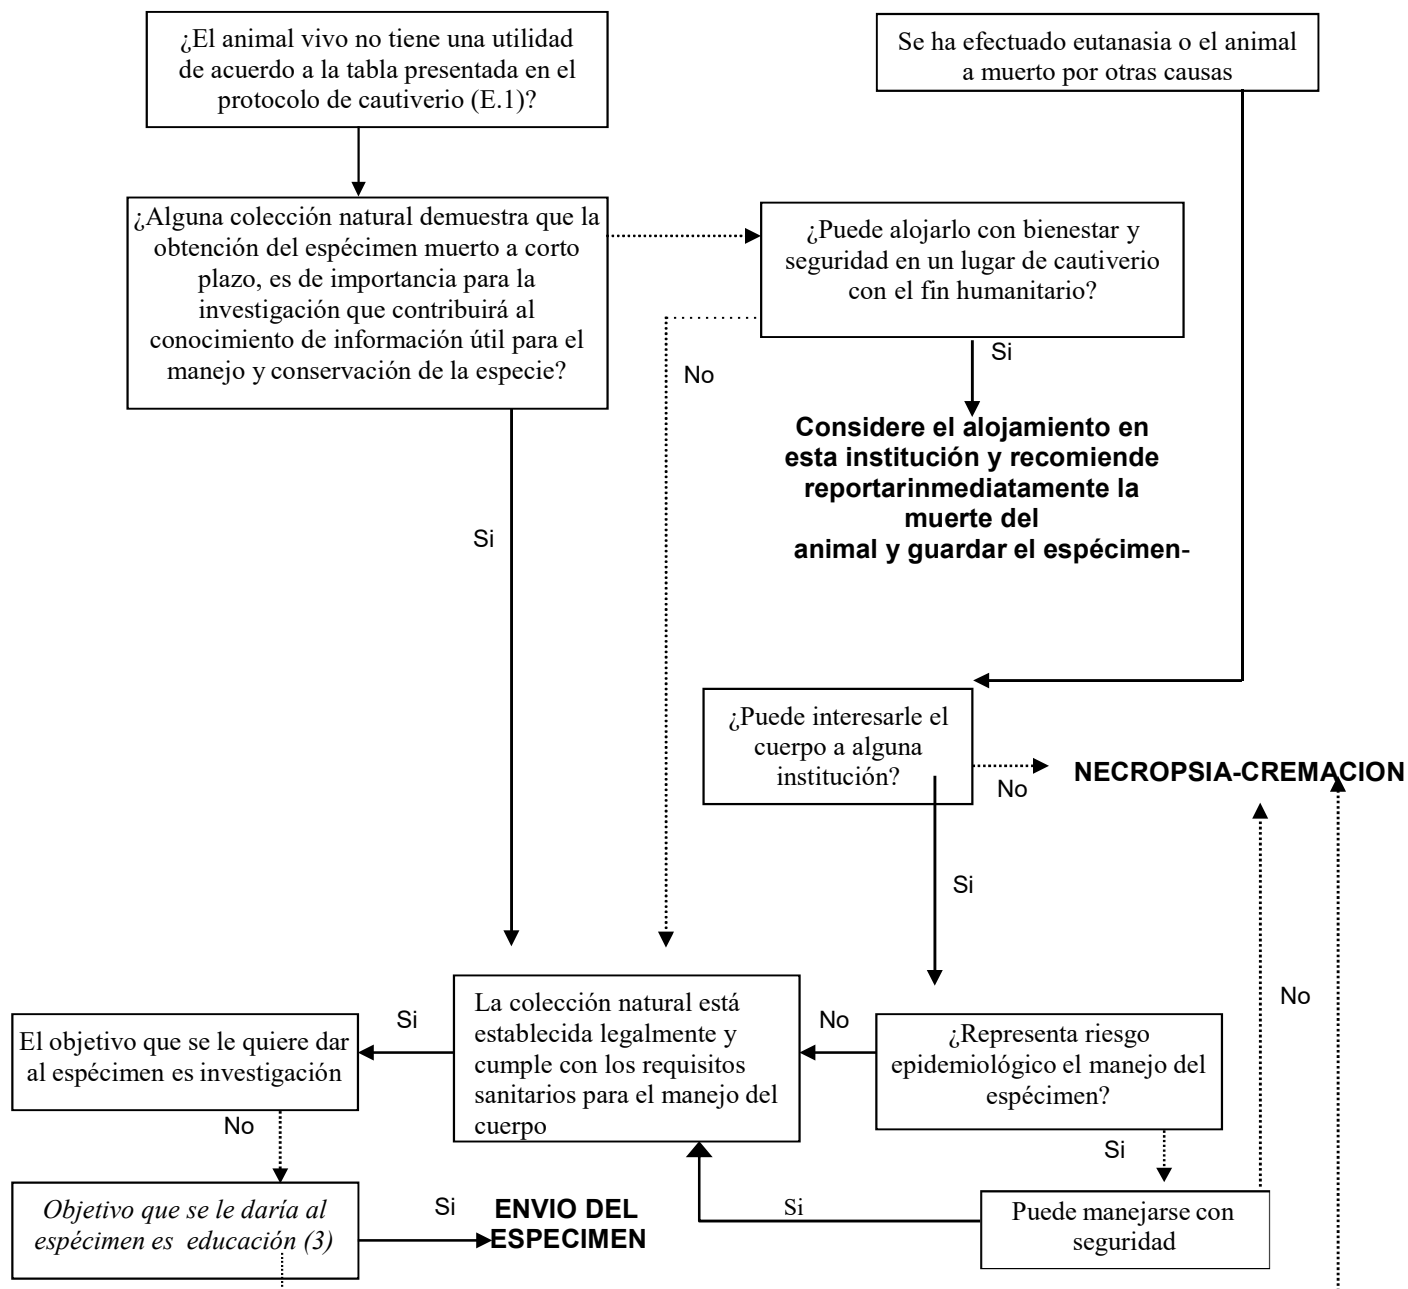 ¿El animal vivo no tiene una utilidad
de acuerdo a la tabla presentada en el
protocolo de cautiverio (E.1)?
Se ha efectuado eutanasia o el animal
a muerto por otras causas
¿Alguna colección natural demuestra que la
obtención del espécimen muerto a corto
plazo, es de importancia para la
investigación que contribuirá al
conocimiento de información útil para el
manejo y conservación de la especie?
¿Puede alojarlo con bienestar y
seguridad en un lugar de cautiverio
con el fin humanitario?
Si
No
Considere el alojamiento en
esta institución y recomiende
reportarinmediatamente la
muerte del
animal y guardar el espécimen-
Si
¿Puede interesarle el
cuerpo a alguna
institución?
No
NECROPSIA-CREMACION
Si
No
La colección natural está
establecida legalmente y
cumple con los requisitos
sanitarios para el manejo del
cuerpo
Si
No
El objetivo que se le quiere dar
al espécimen es investigación
¿Representa riesgo
epidemiológico el manejo del
espécimen?
No
Si
Objetivo que se le daría al
espécimen es educación (3)
Si
ENVIO DEL
ESPECIMEN
Si
Puede manejarse con
seguridad